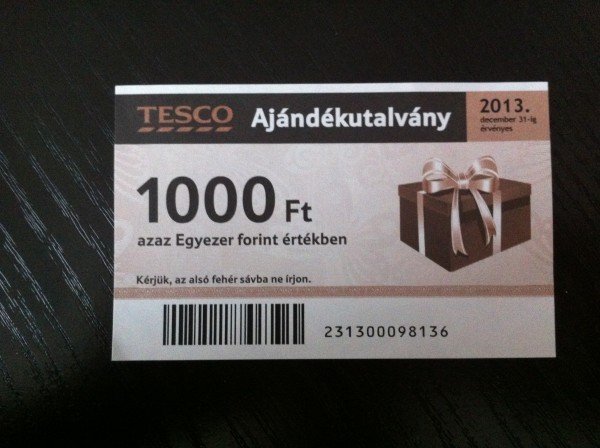 TESCO Ajándékutalvány
2013.
december 31-ig
érvényes
1000 Ft
azaz Egyezer forint értékben
Kérjük, az alsó fehér sávba ne írjon.
231300098136